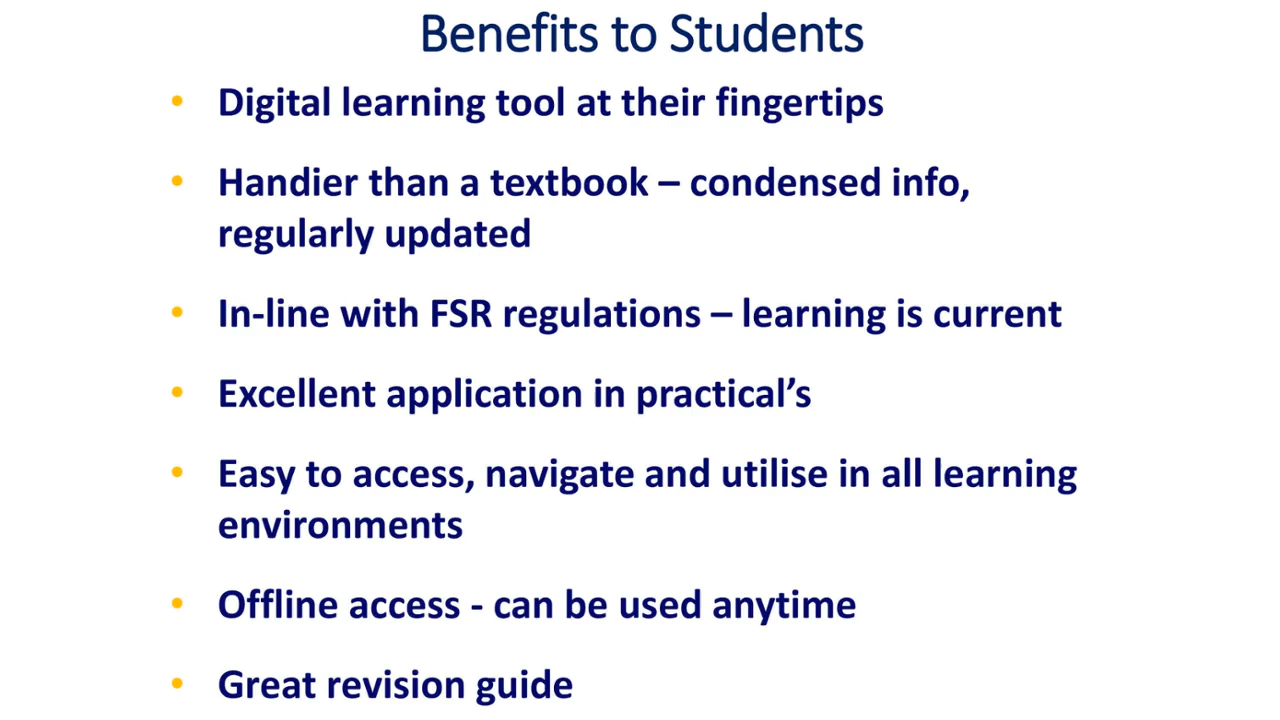 Benefits to Students
• Digital learning tool at their fingertips
• Handier than a textbook – condensed info,
regularly updated
• In-line with FSR regulations – learning is current
• Excellent application in practical’s
• Easy to access, navigate and utilise in all learning
environments
• Offline access - can be used anytime
• Great revision guide